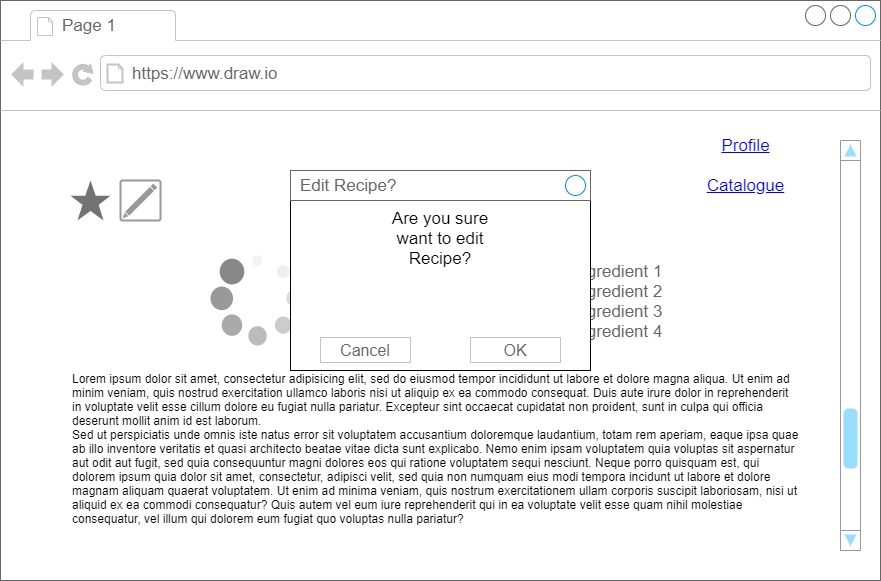 Page 1
https://www.draw.io
Profile
Edit Recipe?
Catalogue
Are you sure
want to edit
Recipe?
gredient 1
gredient 2
gredient 3
gredient 4
Cancel
OK
Lorem ipsum dolor sit amet, consectetur adipisicing elit, sed do eiusmod tempor incididunt ut labore et dolore magna aliqua. Ut enim ad
minim veniam, quis nostrud exercitation ullamco laboris nisi ut aliquip ex ea commodo consequat. Duis aute irure dolor in reprehenderit
in voluptate velit esse cillum dolore eu fugiat nulla pariatur. Excepteur sint occaecat cupidatat non proident, sunt in culpa qui officia
deserunt mollit anim id est laborum.
Sed ut perspiciatis unde omnis iste natus error sit voluptatem accusantium doloremque laudantium, totam rem aperiam, eaque ipsa quae
ab illo inventore veritatis et quasi architecto beatae vitae dicta sunt explicabo. Nemo enim ipsam voluptatem quia voluptas sit aspernatur
aut odit aut fugit, sed quia consequuntur magni dolores eos qui ratione voluptatem sequi nesciunt. Neque porro quisquam est, qui
dolorem ipsum quia dolor sit amet, consectetur, adipisci velit, sed quia non numquam eius modi tempora incidunt ut labore et dolore
magnam aliquam quaerat voluptatem. Ut enim ad minima veniam, quis nostrum exercitationem ullam corporis suscipit laboriosam, nisi ut
aliquid ex ea commodi consequatur? Quis autem vel eum iure reprehenderit qui in ea voluptate velit esse quam nihil molestiae
consequatur, vel illum qui dolorem eum fugiat quo voluptas nulla pariatur?